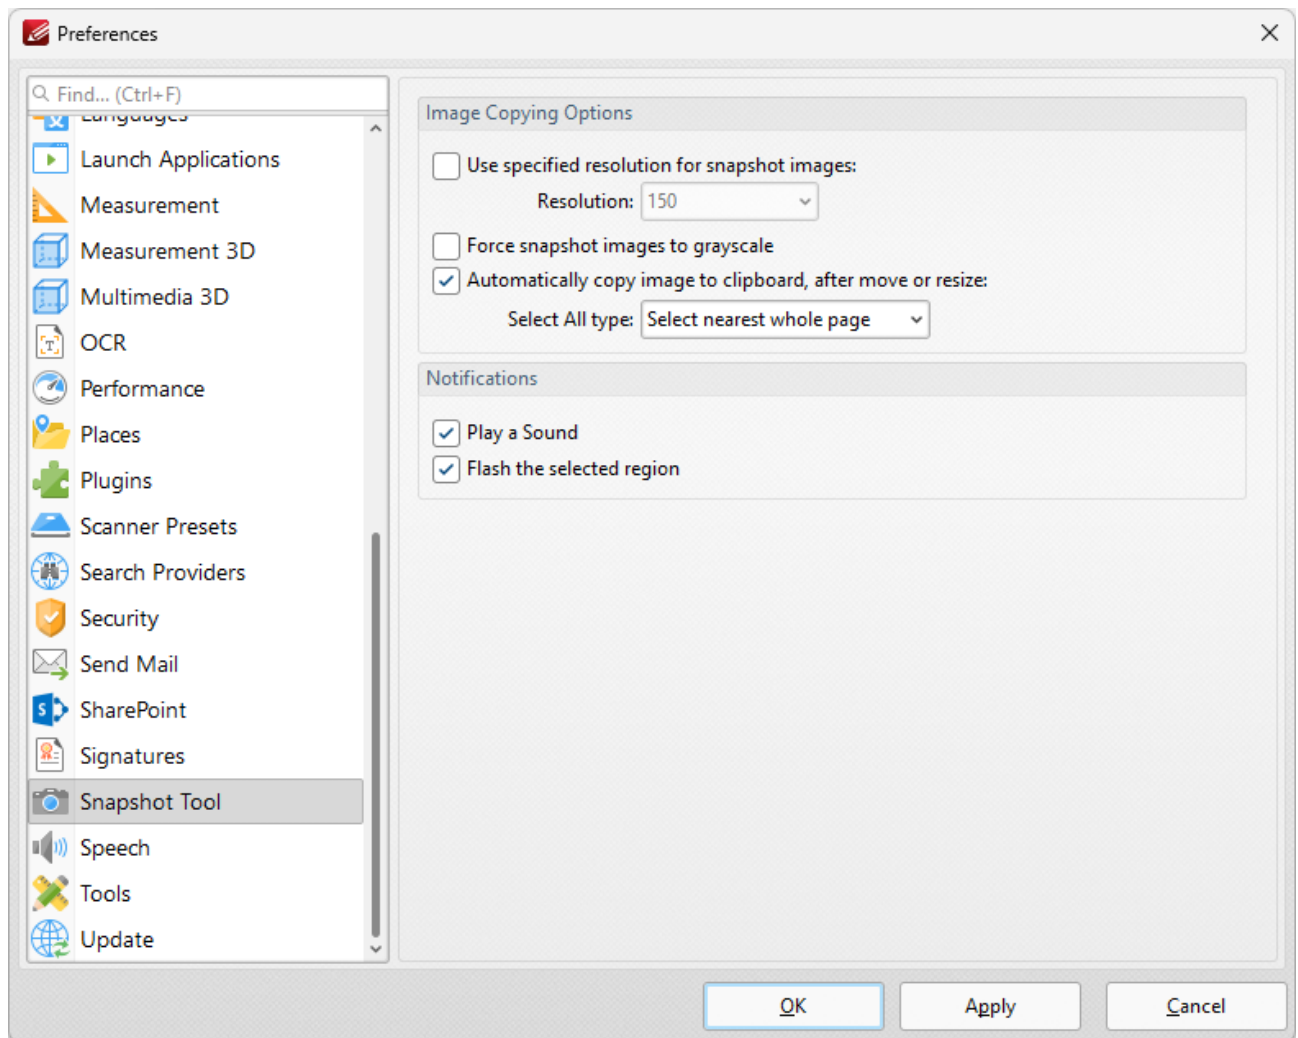 Preferences
Find... (Ctrl+F)
Languages
Launch Applications
Measurement
Measurement 3D
Multimedia 3D
OCR
Performance
Places
Plugins
Scanner Presets
Search Providers
Security
Send Mail
SharePoint
Signatures
Snapshot Tool
Speech
Tools
Update
Image Copying Options
Use specified resolution for snapshot images:
Resolution: 150
Force snapshot images to grayscale
Automatically copy image to clipboard, after move or resize:
Select All type: Select nearest whole page
Notifications
Play a Sound
Flash the selected region
OK Apply Cancel